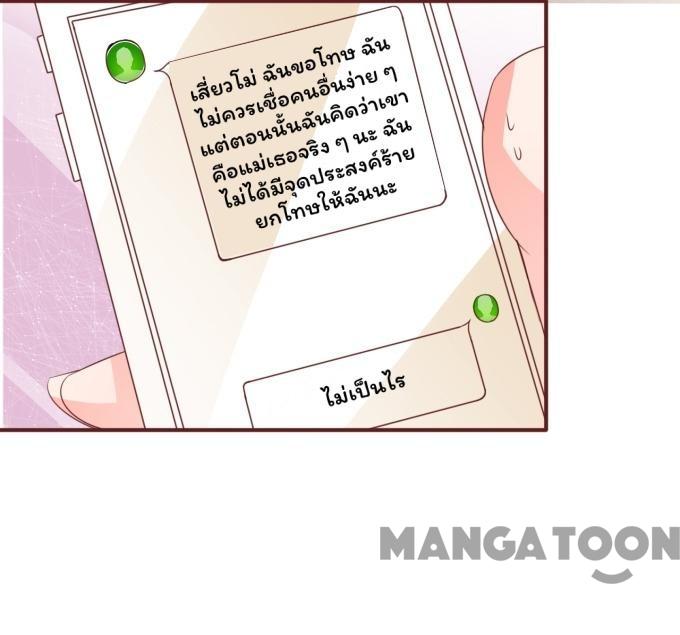 เสี่ยวโม่ ฉันขอโทษ ฉัน
ไม่ควรเชื่อคนอื่นง่าย ๆ
แต่ตอนนั้นฉันคิดว่าเขา
คือแม่เธอจริง ๆ นะ ฉัน
ไม่ได้มีจุดประสงค์ร้าย
ยกโทษให้ฉันนะ
ไม่เป็นไร
MANGATOON